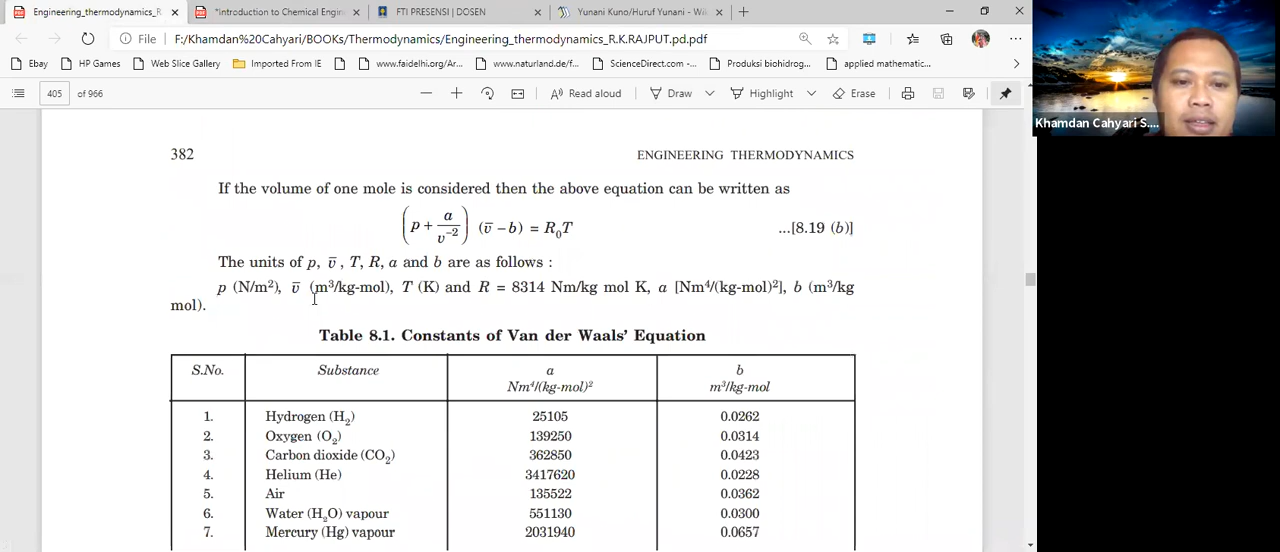 Engineering_thermodynamics_R
*Introduction to Chemical Engin
FTI PRESENSI | DOSEN
Yunani Kuno/Huruf Yunani - Wik
File
F:/Khamdan%20Cahyari/BOOKs/Thermodynamics/Engineering_thermodynamics_R.K.RAJPUT.pd.pdf
Ebay
HP Games
Web Slice Gallery
Imported From IE
www.faidelhi.org/Ar...
www.naturland.de/f...
ScienceDirect.com -...
Produksi biohidrog...
applied mathematic...
405 of 966
Read aloud
Draw
Highlight
Erase
Khamdan Cahyari S....
382
ENGINEERING THERMODYNAMICS
If the volume of one mole is considered then the above equation can be written as
(p + a/v⁻²) (v̄ – b) = R₀T ...[8.19 (b)]
The units of p, v̄, T, R, a and b are as follows :
p (N/m²), v̄ (m³/kg-mol), T (K) and R = 8314 Nm/kg mol K, a [Nm⁴/(kg-mol)²], b (m³/kg
mol).
Table 8.1. Constants of Van der Waals' Equation
S.No. Substance a b
Nm⁴/(kg-mol)² m³/kg-mol
1. Hydrogen (H₂) 25105 0.0262
2. Oxygen (O₂) 139250 0.0314
3. Carbon dioxide (CO₂) 362850 0.0423
4. Helium (He) 3417620 0.0228
5. Air 135522 0.0362
6. Water (H₂O) vapour 551130 0.0300
7. Mercury (Hg) vapour 2031940 0.0657